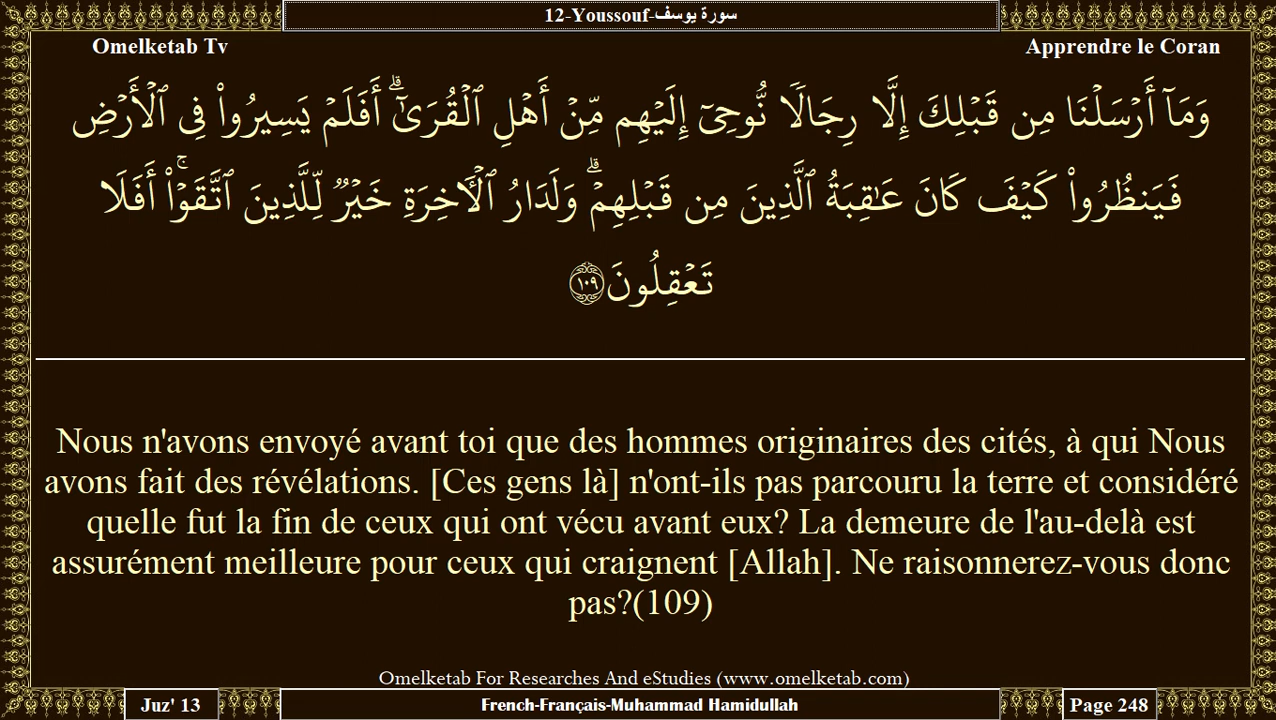 12-Youssouf-سورة يوسف
Omelketab Tv
Apprendre le Coran
وَمَآ أَرۡسَلۡنَا مِن قَبۡلِكَ إِلَّا رِجَالٗا نُّوحِيٓ إِلَيۡهِم مِّنۡ أَهۡلِ ٱلۡقُرَىٰٓۗ أَفَلَمۡ يَسِيرُواْ فِي ٱلۡأَرۡضِ
فَيَنظُرُواْ كَيۡفَ كَانَ عَٰقِبَةُ ٱلَّذِينَ مِن قَبۡلِهِمۡۗ وَلَدَارُ ٱلۡأٓخِرَةِ خَيۡرٞ لِّلَّذِينَ ٱتَّقَوۡاْۚ أَفَلَا
تَعۡقِلُونَ ١٠٩
Nous n'avons envoyé avant toi que des hommes originaires des cités, à qui Nous
avons fait des révélations. [Ces gens là] n'ont-ils pas parcouru la terre et considéré
quelle fut la fin de ceux qui ont vécu avant eux? La demeure de l'au-delà est
assurément meilleure pour ceux qui craignent [Allah]. Ne raisonnerez-vous donc
pas?(109)
Omelketab For Researches And eStudies (www.omelketab.com)
Juz' 13
French-Français-Muhammad Hamidullah
Page 248